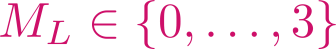 $M_L \in \{0, \ldots, 3\}$